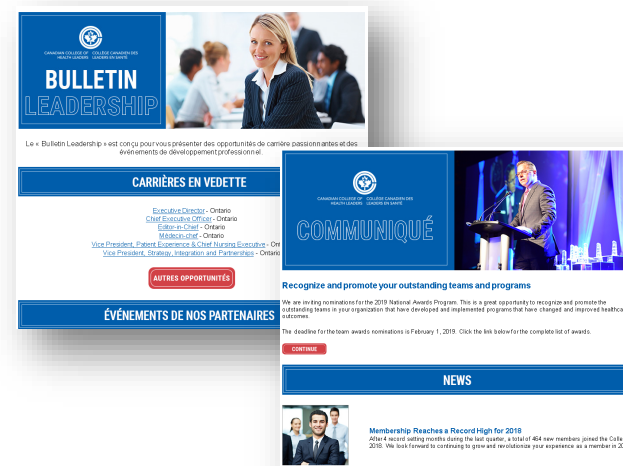 CANADIAN COLLEGE OF HEALTH LEADERS
COLLÈGE CANADIEN DES LEADERS EN SANTÉ
BULLETIN
LEADERSHIP
Le « Bulletin Leadership » est conçu pour vous présenter des opportunités de carrière passionnantes et des
événements de développement professionnel.
CARRIÈRES EN VEDETTE
Executive Director - Ontario
Chief Executive Officer - Ontario
Editor-in-Chief - Ontario
Médecin-chef - Ontario
Vice President, Patient Experience & Chief Nursing Executive - Ont
Vice President, Strategy, Integration and Partnerships - Ontario
AUTRES OPPORTUNITÉS
ÉVÉNEMENTS DE NOS PARTENAIRES
CANADIAN COLLEGE OF HEALTH LEADERS
COLLÈGE CANADIEN DES LEADERS EN SANTÉ
COMMUNIQUÉ
Recognize and promote your outstanding teams and programs
We are inviting nominations for the 2019 National Awards Program. This is a great opportunity to recognize and promote the
outstanding teams in your organization that have developed and implemented programs that have changed and improved healthca
outcomes.
The deadline for the team awards nominations is February 1, 2019. Click the link below for the complete list of awards.
CONTINUE
NEWS
Membership Reaches a Record High for 2018
After 4 record setting months during the last quarter, a total of 464 new members joined the Colle
2018. We look forward to continuing to grow and revolutionize your experience as a member in 20